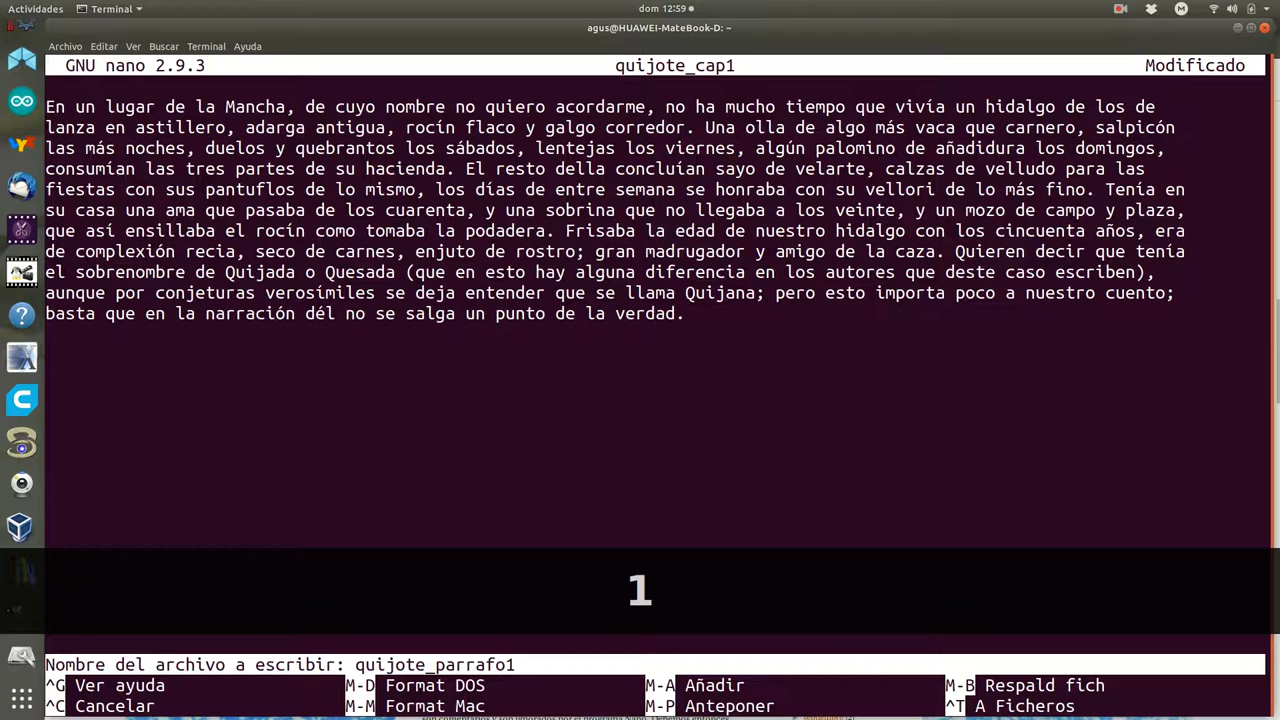 Actividades Terminal dom 12:59
agus@HUAWEI-MateBook-D: ~
Archivo Editar Ver Buscar Terminal Ayuda
GNU nano 2.9.3 quijote_cap1 Modificado
En un lugar de la Mancha, de cuyo nombre no quiero acordarme, no ha mucho tiempo que vivía un hidalgo de los de
lanza en astillero, adarga antigua, rocín flaco y galgo corredor. Una olla de algo más vaca que carnero, salpicón
las más noches, duelos y quebrantos los sábados, lentejas los viernes, algún palomino de añadidura los domingos,
consumían las tres partes de su hacienda. El resto della concluían sayo de velarte, calzas de velludo para las
fiestas con sus pantuflos de lo mismo, los días de entre semana se honraba con su vellori de lo más fino. Tenía en
su casa una ama que pasaba de los cuarenta, y una sobrina que no llegaba a los veinte, y un mozo de campo y plaza,
que así ensillaba el rocín como tomaba la podadera. Frisaba la edad de nuestro hidalgo con los cincuenta años, era
de complexión recia, seco de carnes, enjuto de rostro; gran madrugador y amigo de la caza. Quieren decir que tenía
el sobrenombre de Quijada o Quesada (que en esto hay alguna diferencia en los autores que deste caso escriben),
aunque por conjeturas verosímiles se deja entender que se llama Quijana; pero esto importa poco a nuestro cuento;
basta que en la narración dél no se salga un punto de la verdad.
1
Nombre del archivo a escribir: quijote_parrafo1
^G Ver ayuda M-D Format DOS M-A Añadir M-B Respald fich
^C Cancelar M-M Format Mac M-P Anteponer ^T A Ficheros